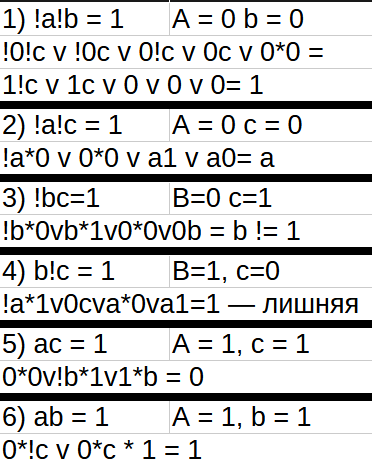 1) !a!b = 1 A = 0 b = 0
!0!c v !0c v 0!c v 0c v 0*0 =
1!c v 1c v 0 v 0 v 0= 1
2) !a!c = 1 A = 0 c = 0
!a*0 v 0*0 v a1 v a0= a
3) !bc=1 B=0 c=1
!b*0vb*1v0*0v0b = b != 1
4) b!c = 1 B=1, c=0
!a*1v0cva*0va1=1 — лишняя
5) ac = 1 A = 1, c = 1
0*0v!b*1v1*b = 0
6) ab = 1 A = 1, b = 1
0*!c v 0*c * 1 = 1